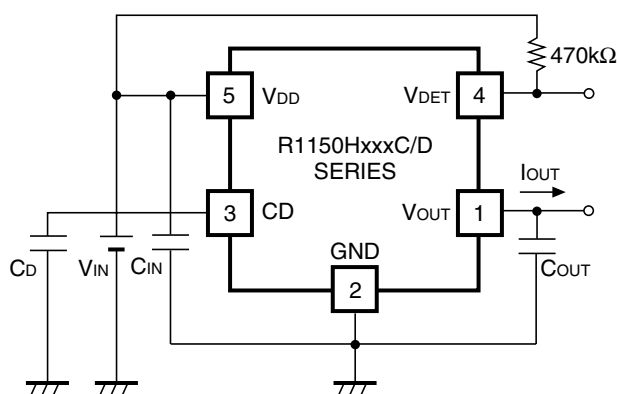 470kΩ
5 VDD
VDET 4
R1150HxxxC/D
SERIES
IOUT
3 CD
VOUT 1
GND
2
CD
VIN
CIN
COUT